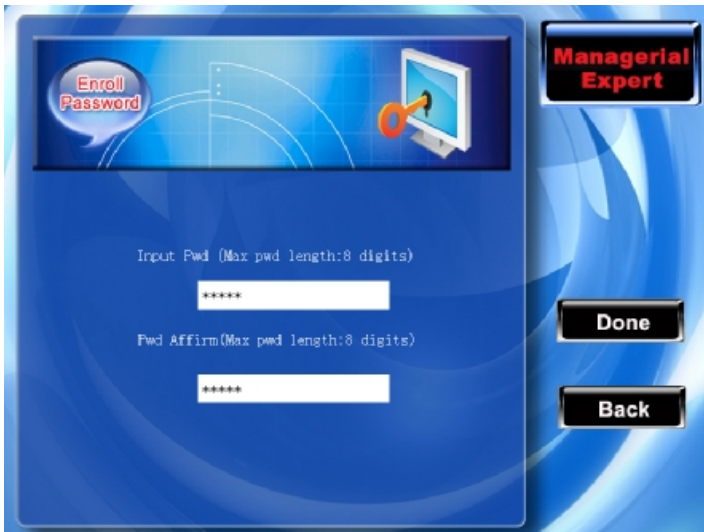 Enroll
Password
Managerial
Expert
Input Pwd (Max pwd length:8 digits)
*****
Pwd Affirm(Max pwd length:8 digits)
*****
Done
Back